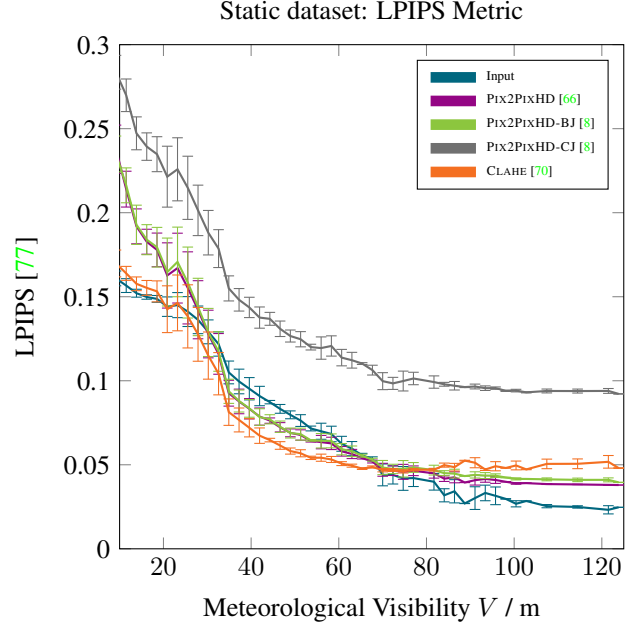 Static dataset: LPIPS Metric
0.3
0.25
0.2
0.15
0.1
0.05
0
LPIPS [77]
Input
PIX2PIXHD [66]
PIX2PIXHD-BJ [8]
PIX2PIXHD-CJ [8]
CLAHE [70]
20 40 60 80 100 120
Meteorological Visibility V / m